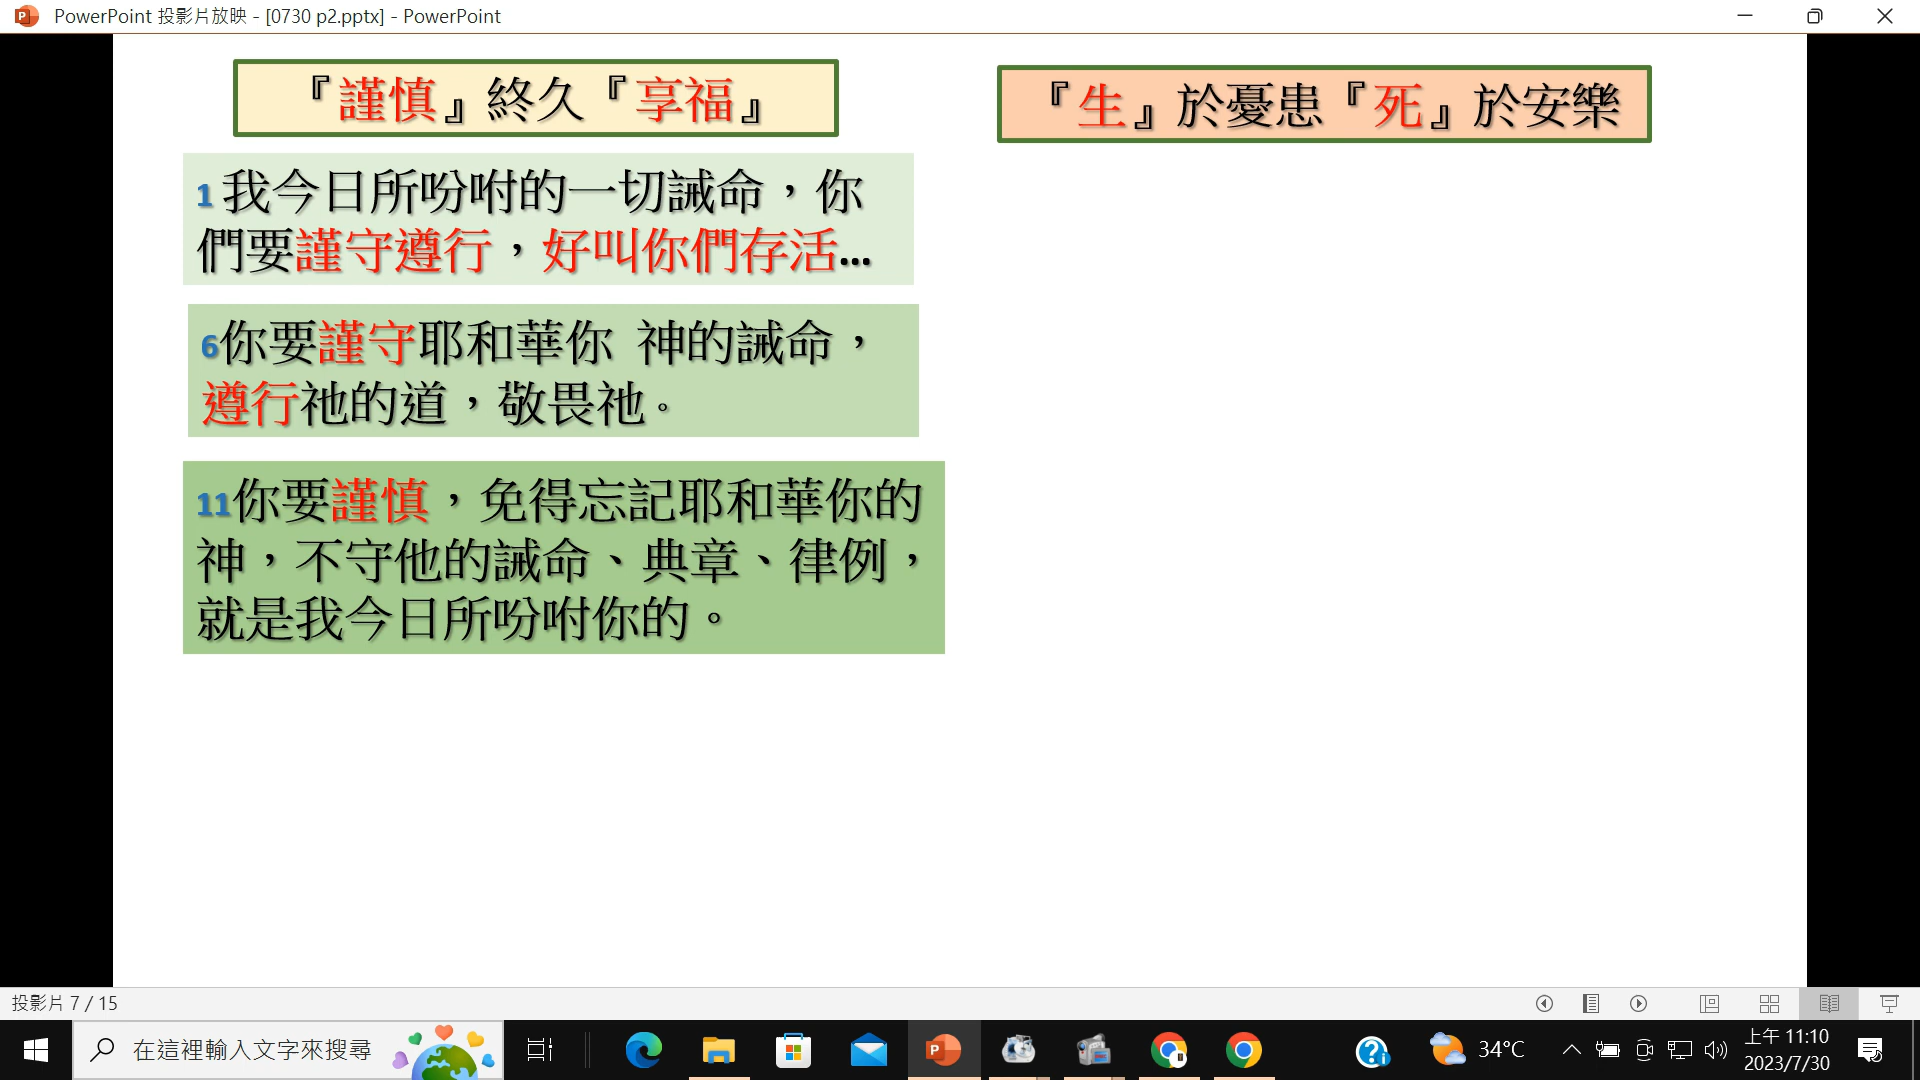 PowerPoint 投影片放映 - [0730 p2.pptx] - PowerPoint
『謹慎』終久『享福』
『生』於憂患『死』於安樂
1 我今日所吩咐的一切誡命，你
們要謹守遵行，好叫你們存活...
6你要謹守耶和華你 神的誡命，
遵行祂的道，敬畏祂。
11你要謹慎，免得忘記耶和華你的
神，不守他的誡命、典章、律例，
就是我今日所吩咐你的。
投影片 7 / 15
在這裡輸入文字來搜尋
34°C
上午 11:10
2023/7/30